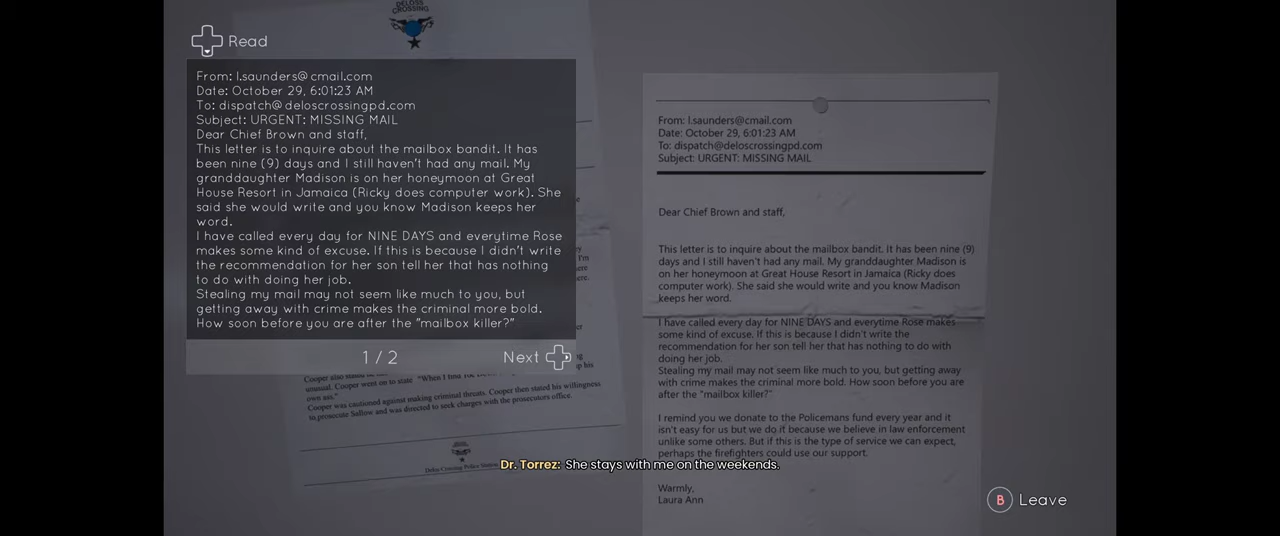 DELOSS
CROSSING
Read
From: l.saunders@cmail.com
Date: October 29, 6:01:23 AM
To: dispatch@deloscrossingpd.com
Subject: URGENT: MISSING MAIL
Dear Chief Brown and staff,
This letter is to inquire about the mailbox bandit. It has
been nine (9) days and I still haven't had any mail. My
granddaughter Madison is on her honeymoon at Great
House Resort in Jamaica (Ricky does computer work). She
said she would write and you know Madison keeps her
word.
I have called every day for NINE DAYS and everytime Rose
makes some kind of excuse. If this is because I didn't write
the recommendation for her son tell her that has nothing
to do with doing her job.
Stealing my mail may not seem like much to you, but
getting away with crime makes the criminal more bold.
How soon before you are after the "mailbox killer?"
1/2
Next
unusual. Cooper went on to state "When I find
own ass."
Cooper was cautioned against making criminal threats. Cooper then stated his willingness
to prosecute Sallow and was directed to seek charges with the prosecutors office.
Delos Crossing Police
From: l.saunders@cmail.com
Date: October 29, 6:01:23 AM
To: dispatch@deloscrossingpd.com
Subject: URGENT: MISSING MAIL
Dear Chief Brown and staff,
This letter is to inquire about the mailbox bandit. It has been nine (9)
days and I still haven't had any mail. My granddaughter Madison is
on her honeymoon at Great House Resort in Jamaica (Ricky does
computer work). She said she would write and you know Madison
keeps her word.
I have called every day for NINE DAYS and everytime Rose makes
some kind of excuse. If this is because I didn't write the
recommendation for her son tell her that has nothing to do with
doing her job.
Stealing my mail may not seem like much to you, but getting away
with crime makes the criminal more bold. How soon before you are
after the "mailbox killer?"
I remind you we donate to the Policemans fund every year and it
isn't easy for us but we do it because we believe in law enforcement
unlike some others. But if this is the type of service we can expect,
perhaps the firefighters could use our support.
Warmly,
Laura Ann
Dr. Torrez: She stays with me on the weekends.
B Leave